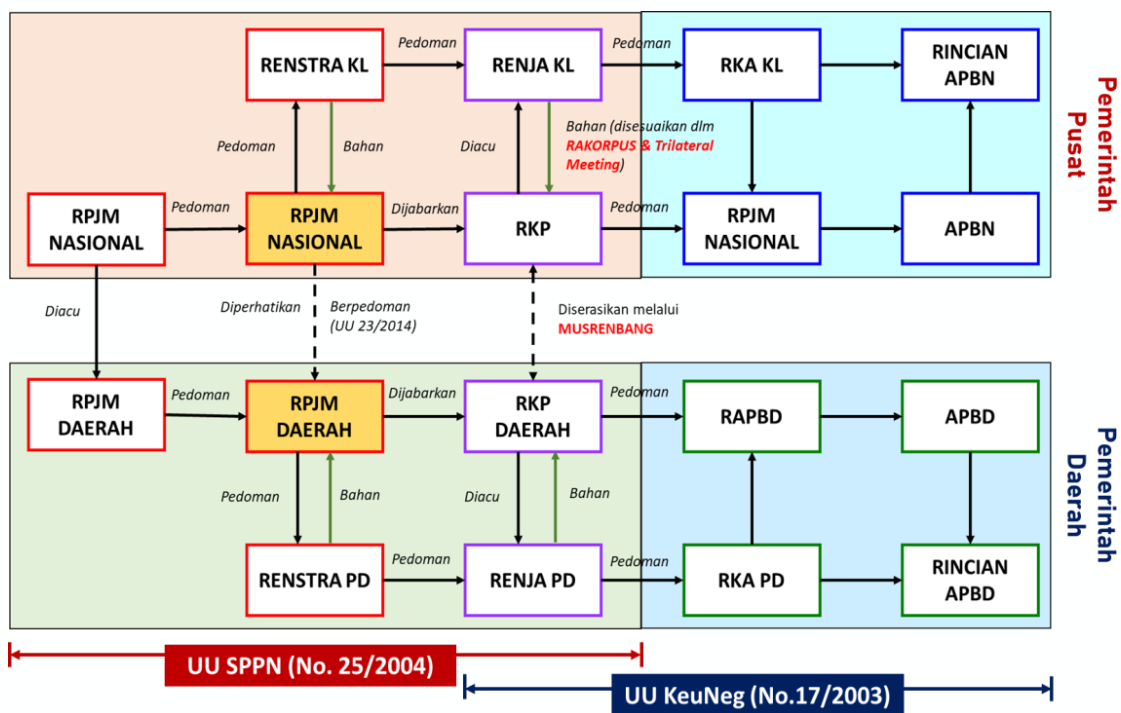 Pedoman
Pedoman
RENSTRA KL
RENJA KL
RKA KL
RINCIAN
APBN
Pedoman
Bahan
Diacu
Bahan (disesuaikan dlm
RAKORPUS & Trilateral
Meeting)
Pemerintah
Pusat
RPJM
NASIONAL
Pedoman
RPJM
NASIONAL
Dijabarkan
RKP
Pedoman
RPJM
NASIONAL
APBN
Diacu
Diperhatikan
Berpedoman
(UU 23/2014)
Diserasikan melalui
MUSRENBANG
RPJM
DAERAH
Pedoman
RPJM
DAERAH
Dijabarkan
RKP
DAERAH
Pedoman
RAPBD
APBD
Pemerintah
Daerah
Pedoman
Bahan
Diacu
Bahan
RENSTRA PD
Pedoman
RENJA PD
Pedoman
RKA PD
RINCIAN
APBD
UU SPPN (No. 25/2004)
UU KeuNeg (No.17/2003)